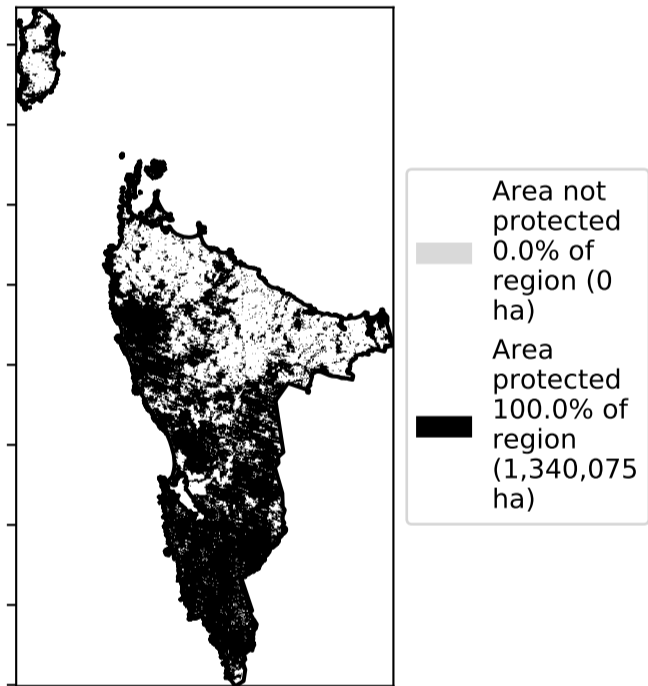 Area not
protected
0.0% of
region (0
ha)
Area
protected
100.0% of
region
(1,340,075
ha)